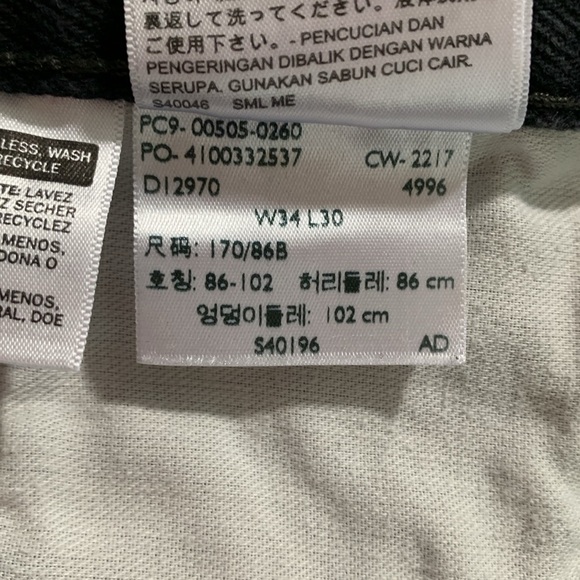 裏返して洗ってください。
ご使用下さい。- PENCUCIAN DAN
PENGERINGAN DIBALIK DENGAN WARNA
SERUPA. GUNAKAN SABUN CUCI CAIR.
S40046 SML ME
LESS, WASH
RECYCLE
TE: LAVEZ
Z SECHER
RECYCLEZ
MENOS,
DONA O
MENOS,
RAL, DOE
PC9- 00505-0260
PO- 4100332537 CW- 2217
D12970 4996
W34 L30
尺码: 170/86B
호칭: 86-102 허리둘레: 86 cm
엉덩이둘레: 102 cm
S40196 AD